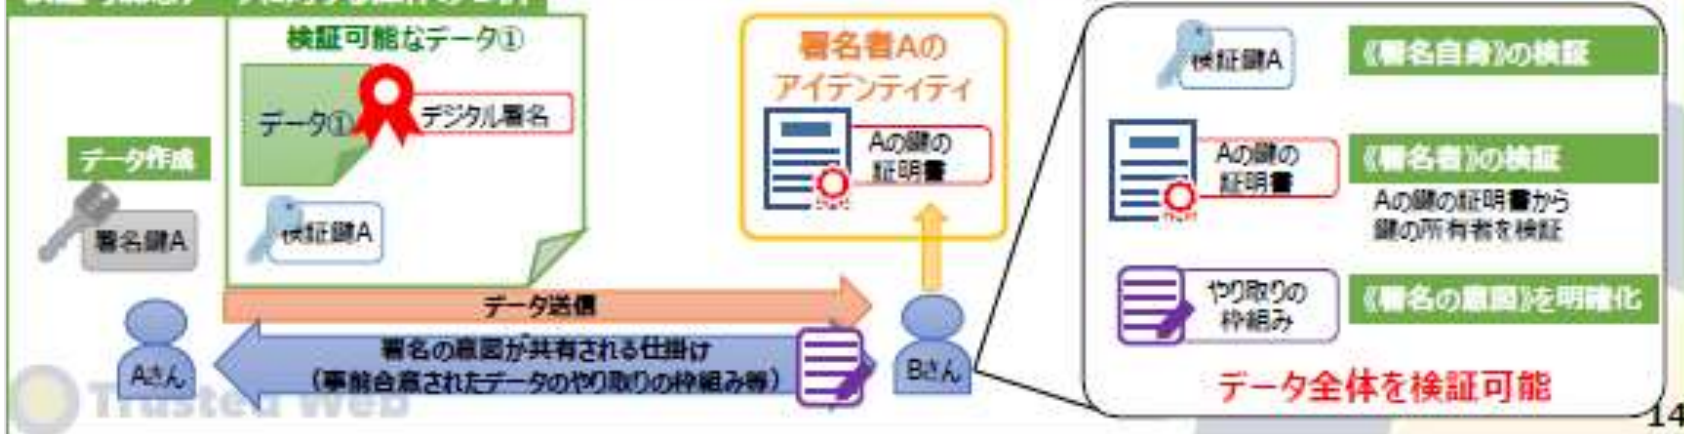 検証可能なデータ①
データ①
デジタル署名
データ作成
署名鍵A
検証鍵A
署名者Aの
アイデンティティ
Aの鍵の
証明書
データ送信
署名の意図が共有される仕掛け
(事前合意されたデータのやり取りの枠組み等)
Aさん
Bさん
検証鍵A
《署名自身》の検証
Aの鍵の
証明書
《署名者》の検証
Aの鍵の証明書から
鍵の所有者を検証
やり取りの
枠組み
《署名の意図》を明確化
データ全体を検証可能
Trusted Web
14